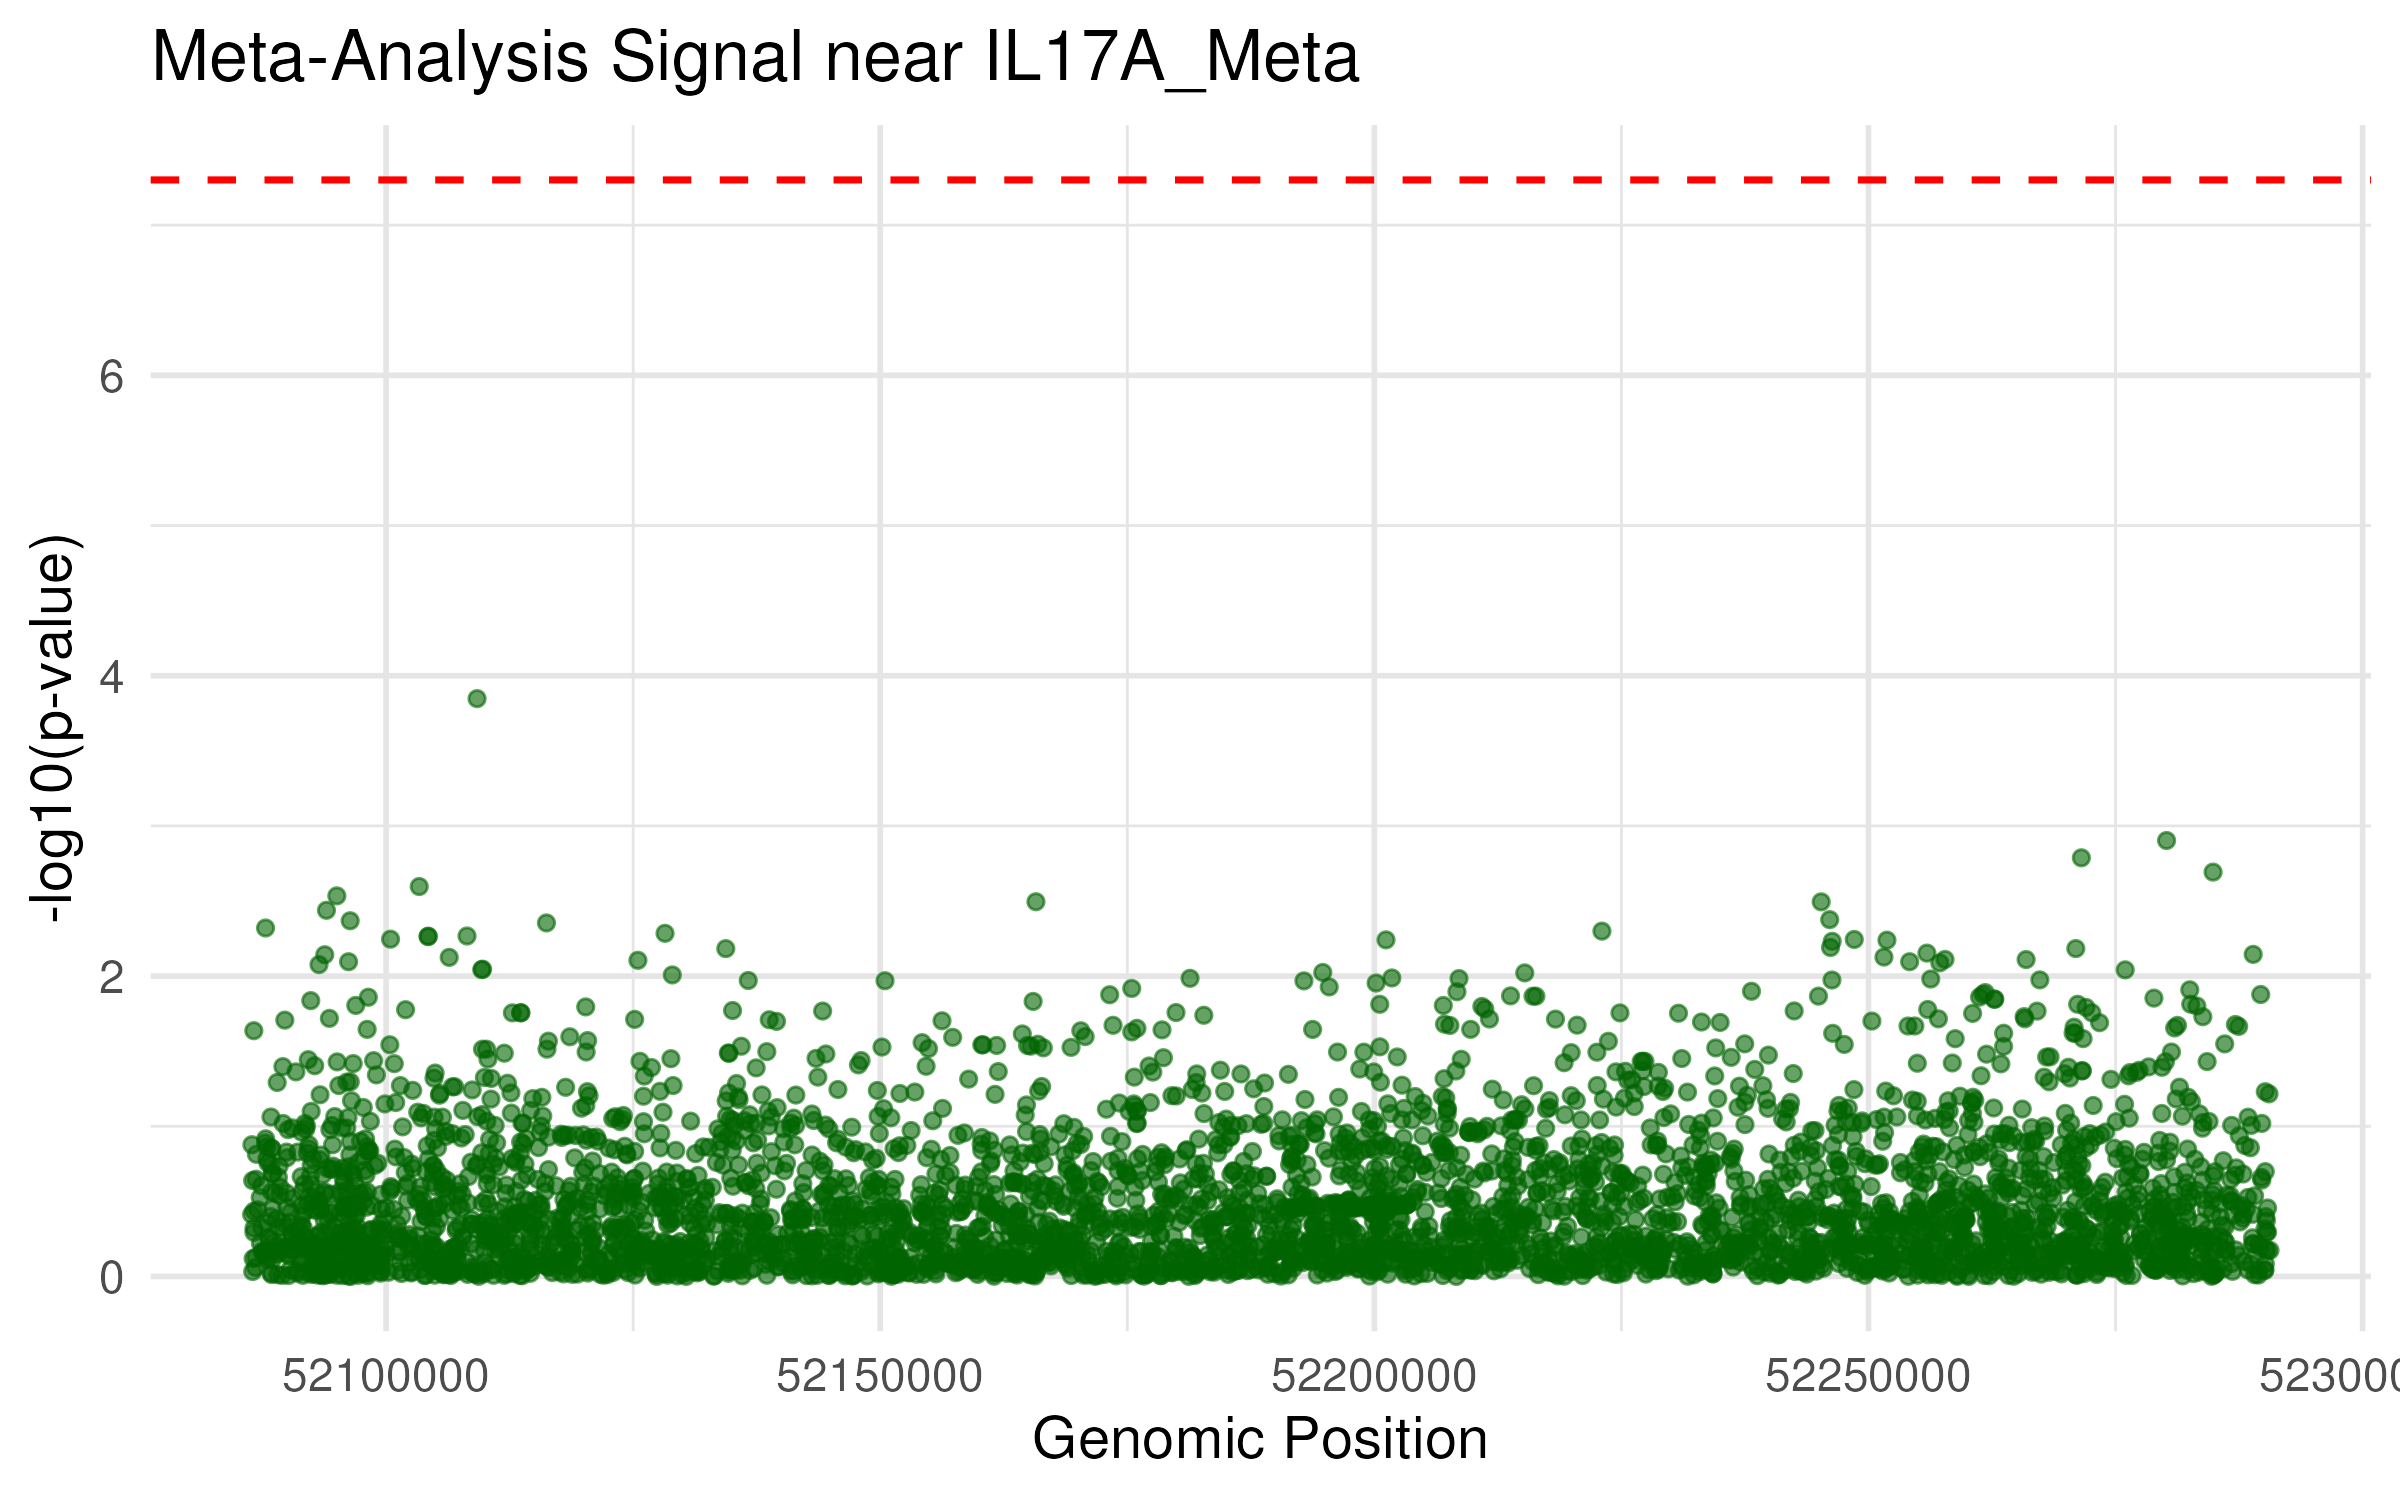 Meta-Analysis Signal near IL17A_Meta
-log10(p-value)
6
4
2
0
52100000
52150000
52200000
52250000
Genomic Position